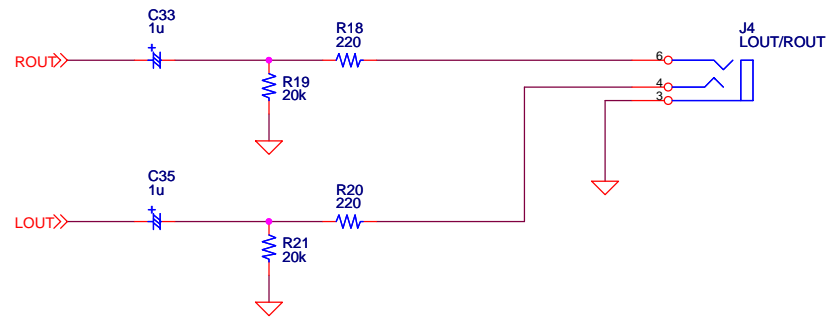 C33
1u
+
ROUT
R18
220
R19
20k
J4
LOUT/ROUT
6
4
3
C35
1u
+
LOUT
R20
220
R21
20k